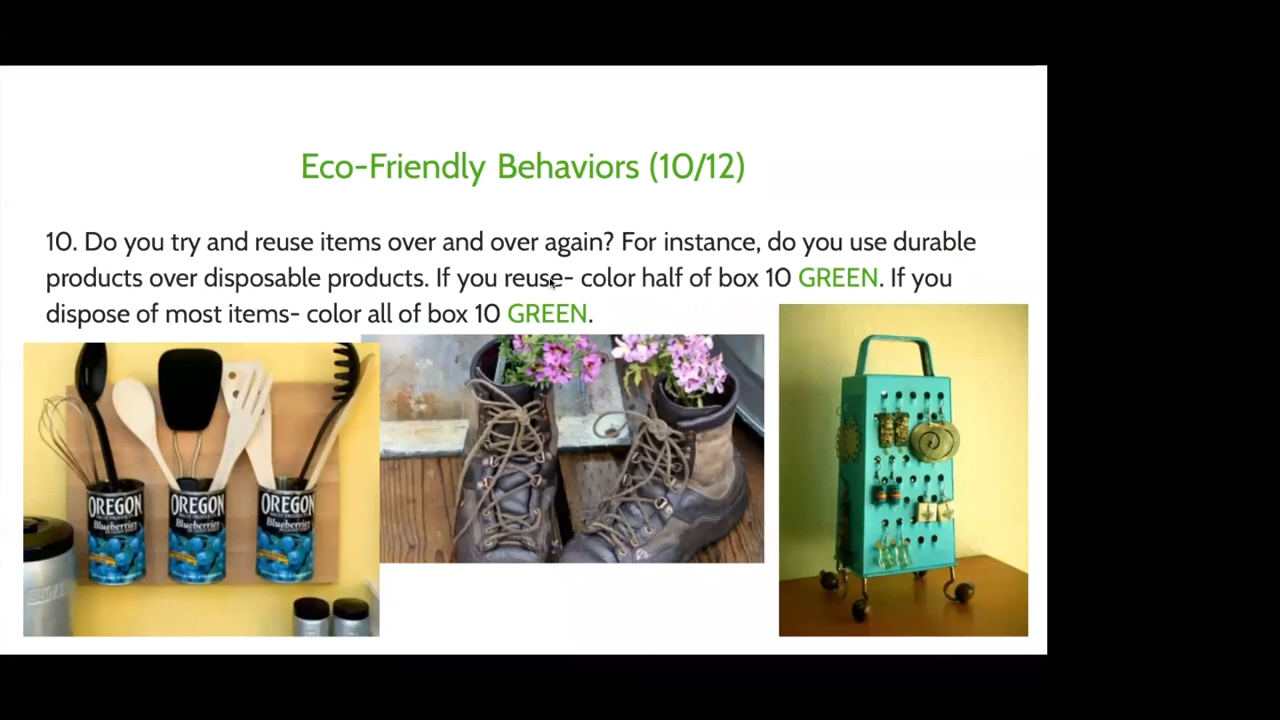 Eco-Friendly Behaviors (10/12)
10. Do you try and reuse items over and over again? For instance, do you use durable
products over disposable products. If you reuse- color half of box 10 GREEN. If you
dispose of most items- color all of box 10 GREEN.
OREGON OREGON OREGON
Blueberries Blueberries Blueberries